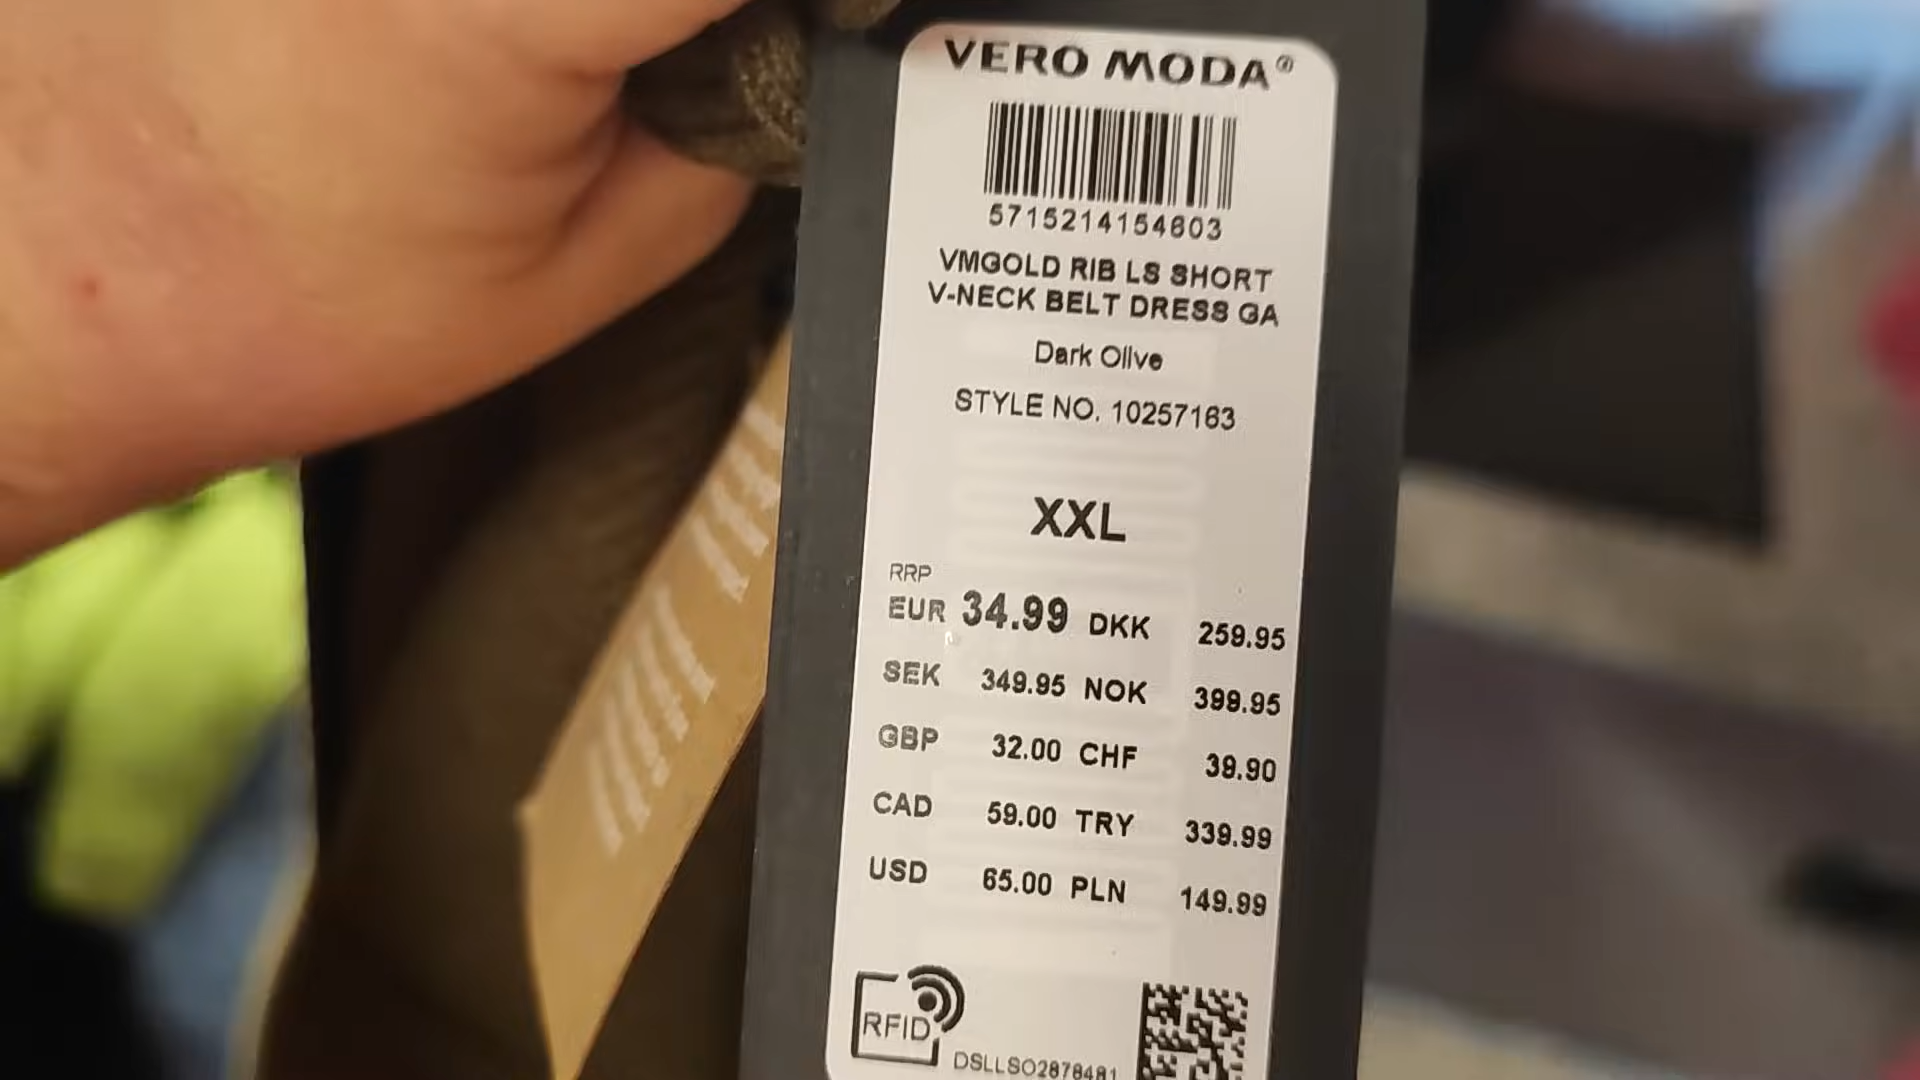 VERO MODA®
5715214154603
VMGOLD RIB LS SHORT
V-NECK BELT DRESS GA
Dark Olive
STYLE NO. 10257163
XXL
RRP
EUR 34.99 DKK 259.95
SEK 349.95 NOK 399.95
GBP 32.00 CHF 39.90
CAD 59.00 TRY 339.99
USD 65.00 PLN 149.99
RFID
DSLLSO2878481